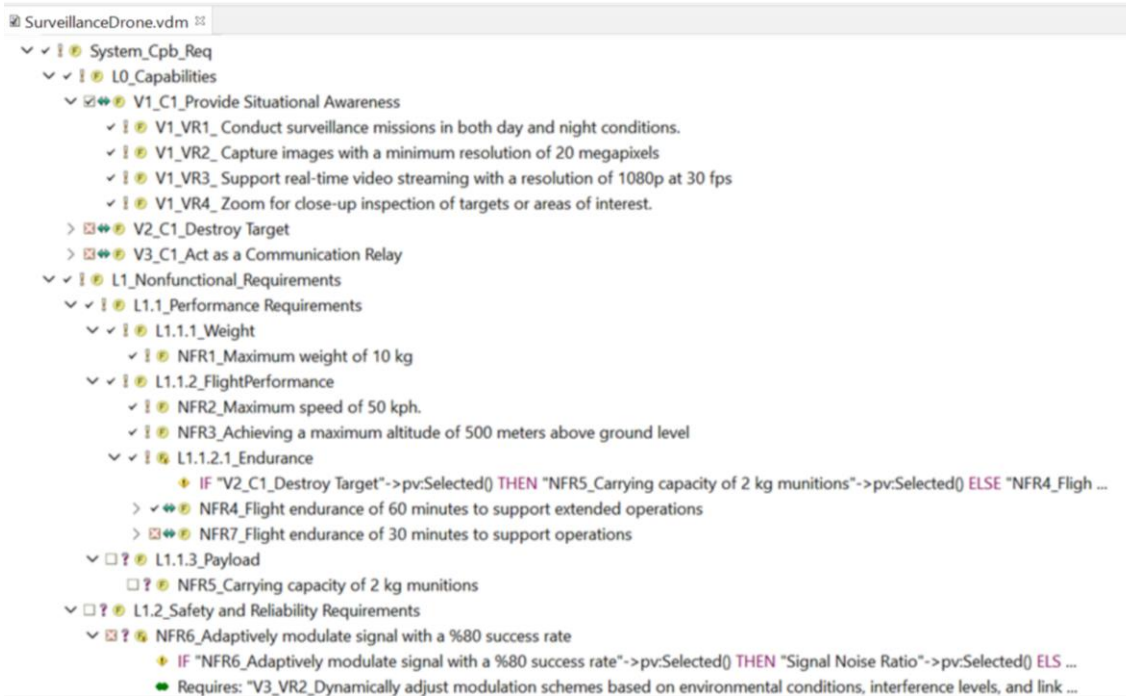 SurveillanceDrone.vdm
System_Cpb_Req
L0_Capabilities
V1_C1_Provide Situational Awareness
V1_VR1_ Conduct surveillance missions in both day and night conditions.
V1_VR2_ Capture images with a minimum resolution of 20 megapixels
V1_VR3_ Support real-time video streaming with a resolution of 1080p at 30 fps
V1_VR4_ Zoom for close-up inspection of targets or areas of interest.
V2_C1_Destroy Target
V3_C1_Act as a Communication Relay
L1_Nonfunctional_Requirements
L1.1_Performance Requirements
L1.1.1_Weight
NFR1_Maximum weight of 10 kg
L1.1.2_FlightPerformance
NFR2_Maximum speed of 50 kph.
NFR3_Achieving a maximum altitude of 500 meters above ground level
L1.1.2.1_Endurance
IF "V2_C1_Destroy Target"->pv:Selected() THEN "NFR5_Carrying capacity of 2 kg munitions"->pv:Selected() ELSE "NFR4_Fligh ...
NFR4_Flight endurance of 60 minutes to support extended operations
NFR7_Flight endurance of 30 minutes to support operations
L1.1.3_Payload
NFR5_Carrying capacity of 2 kg munitions
L1.2_Safety and Reliability Requirements
NFR6_Adaptively modulate signal with a %80 success rate
IF "NFR6_Adaptively modulate signal with a %80 success rate"->pv:Selected() THEN "Signal Noise Ratio"->pv:Selected() ELS ...
Requires: "V3_VR2_Dynamically adjust modulation schemes based on environmental conditions, interference levels, and link ...